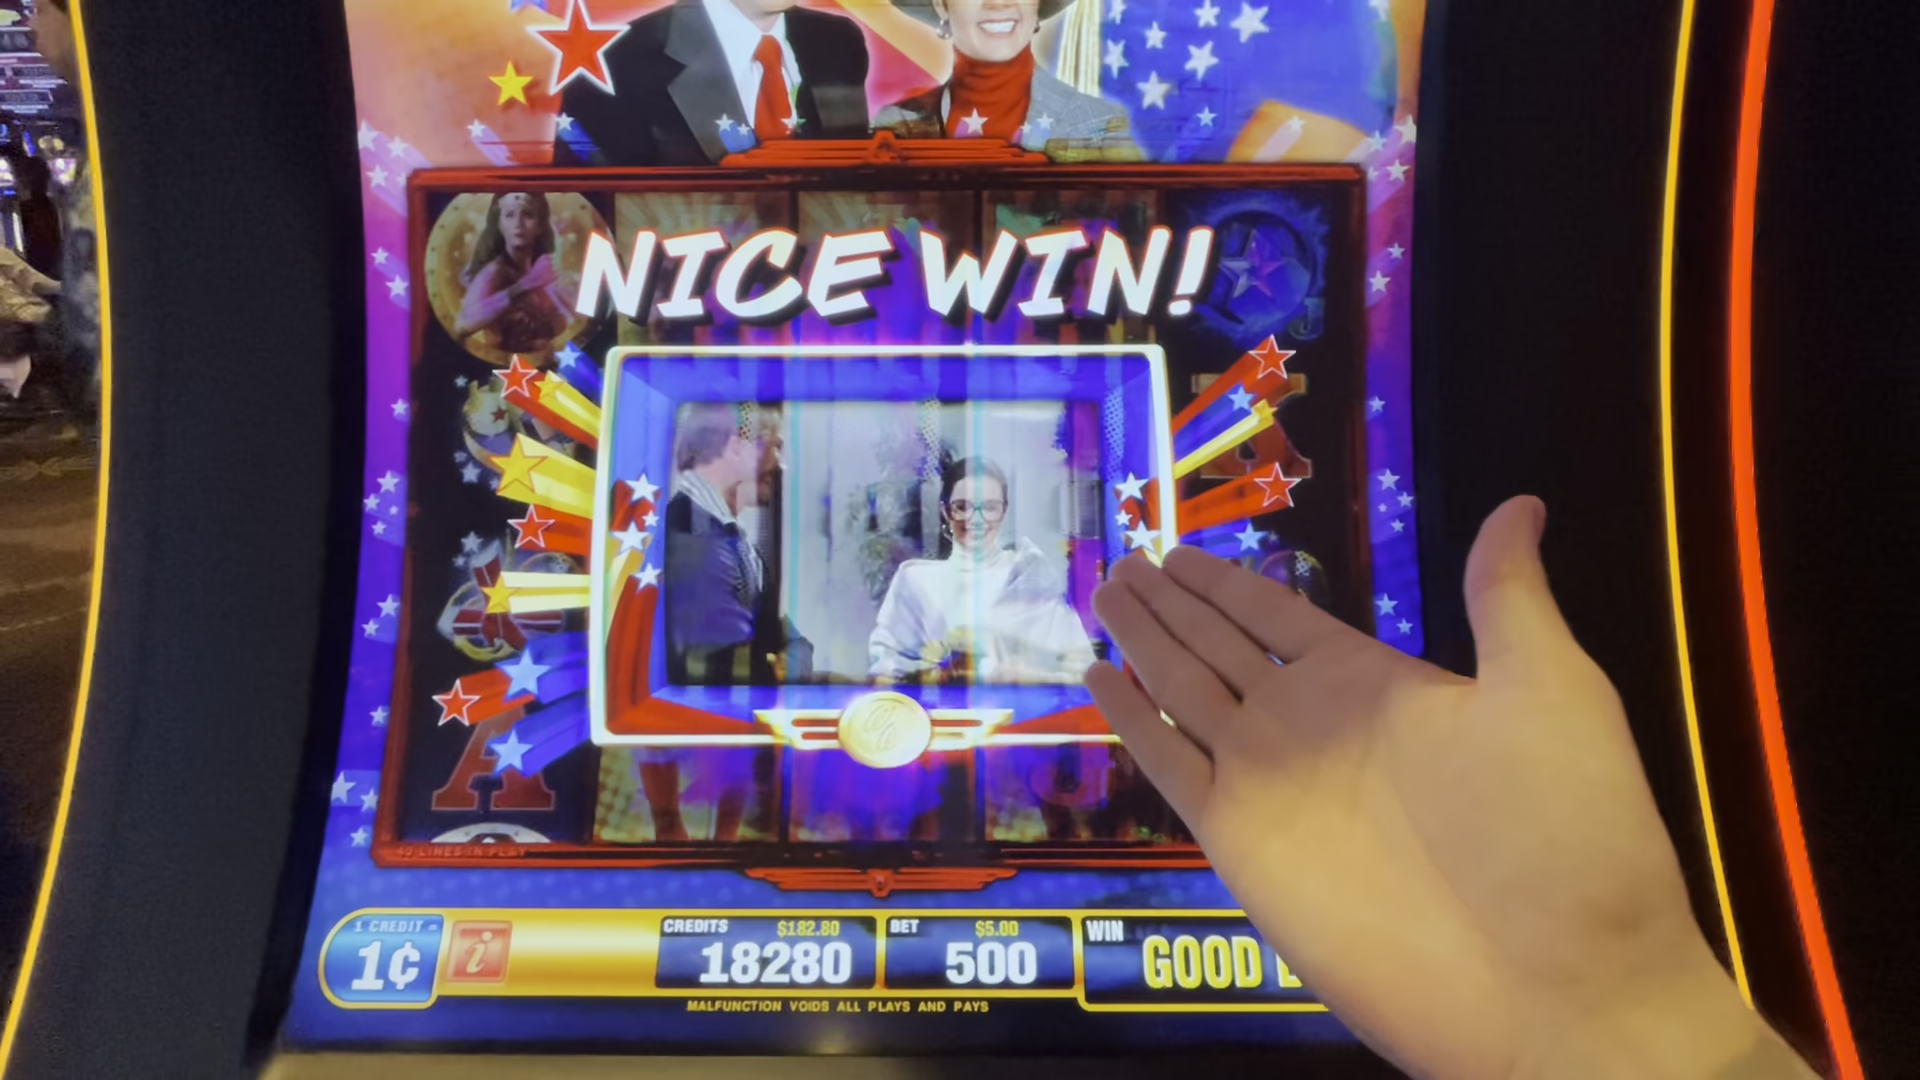 NICE WIN!
J
A
J
40 LINES IN PLAY
1 CREDIT =
1¢
i
CREDITS $182.80
18280
BET $5.00
500
WIN
GOOD
MALFUNCTION VOIDS ALL PLAYS AND PAYS